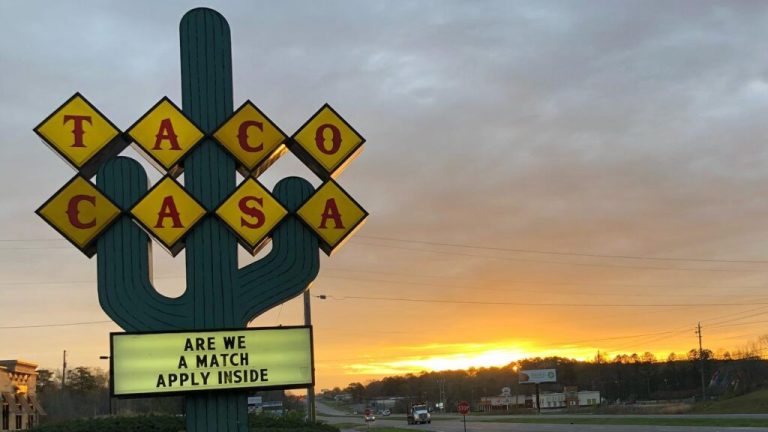 TACO
CASA
ARE WE
A MATCH
APPLY INSIDE